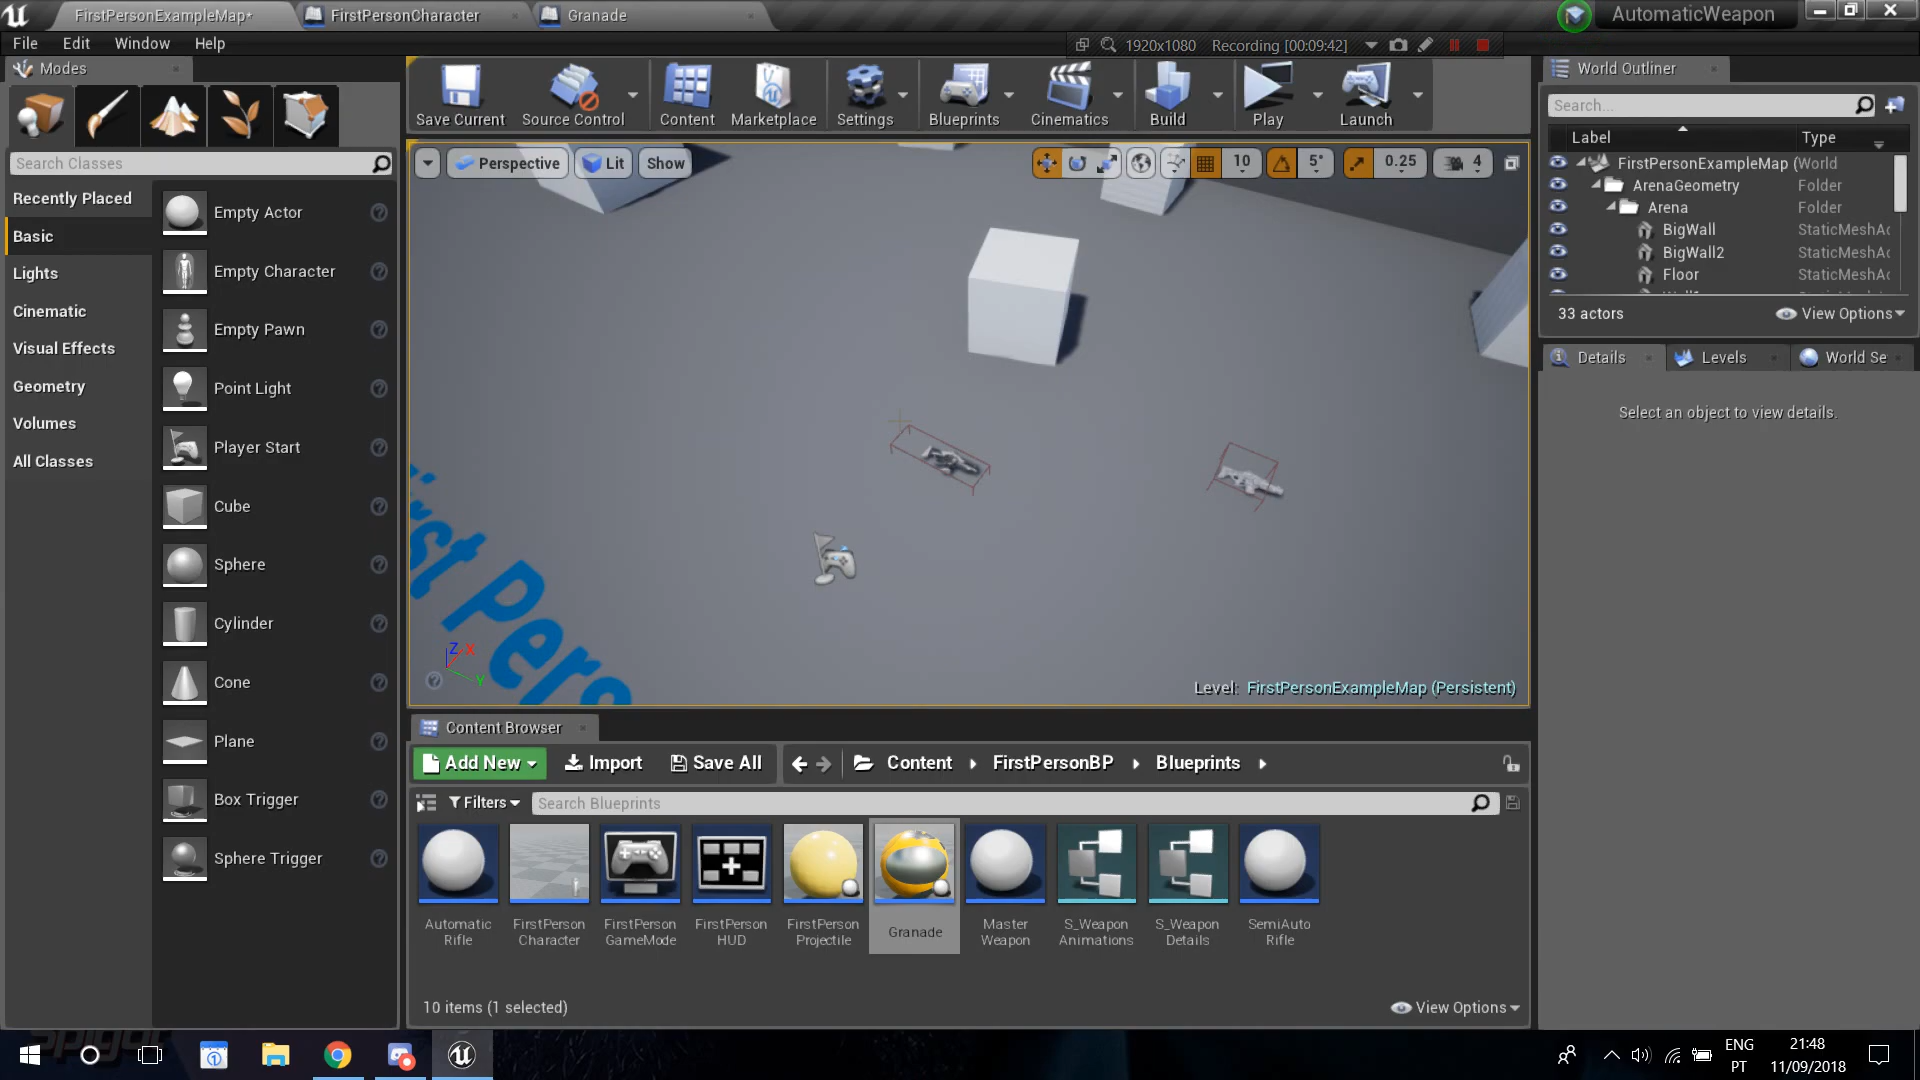 FirstPersonExampleMap*
FirstPersonCharacter
Granade
AutomaticWeapon
File
Edit
Window
Help
1920x1080
Recording [00:09:42]
Modes
Search Classes
Recently Placed
Basic
Lights
Cinematic
Visual Effects
Geometry
Volumes
All Classes
Empty Actor
Empty Character
Empty Pawn
Point Light
Player Start
Cube
Sphere
Cylinder
Cone
Plane
Box Trigger
Sphere Trigger
Save Current
Source Control
Content
Marketplace
Settings
Blueprints
Cinematics
Build
Play
Launch
Perspective
Lit
Show
10
5°
0.25
4
First Pers
Z
X
Y
Level: FirstPersonExampleMap (Persistent)
World Outliner
Search...
Label
Type
FirstPersonExampleMap (
World
ArenaGeometry
Folder
Arena
Folder
BigWall
StaticMeshAc
BigWall2
StaticMeshAc
Floor
StaticMeshAc
33 actors
View Options
Details
Levels
World Se
Select an object to view details.
Content Browser
Add New
Import
Save All
Content
FirstPersonBP
Blueprints
Filters
Search Blueprints
Automatic
Rifle
FirstPerson
Character
FirstPerson
GameMode
FirstPerson
HUD
FirstPerson
Projectile
Granade
Master
Weapon
S_Weapon
Animations
S_Weapon
Details
SemiAuto
Rifle
10 items (1 selected)
View Options
ENG
PT
21:48
11/09/2018